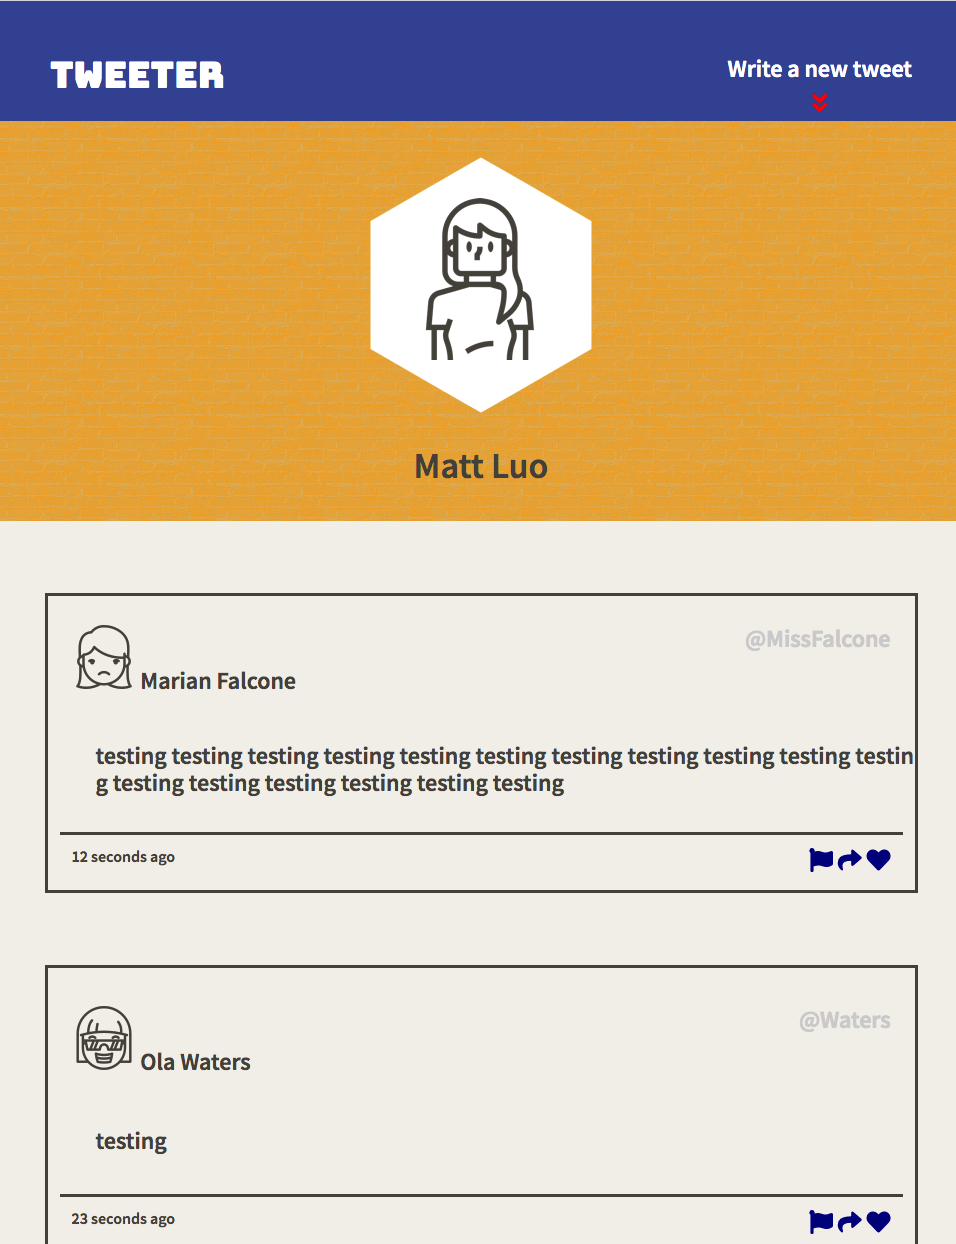 TWEETER
Write a new tweet
Matt Luo
@MissFalcone
Marian Falcone
testing testing testing testing testing testing testing testing testing testing testin
g testing testing testing testing testing testing
12 seconds ago
@Waters
Ola Waters
testing
23 seconds ago